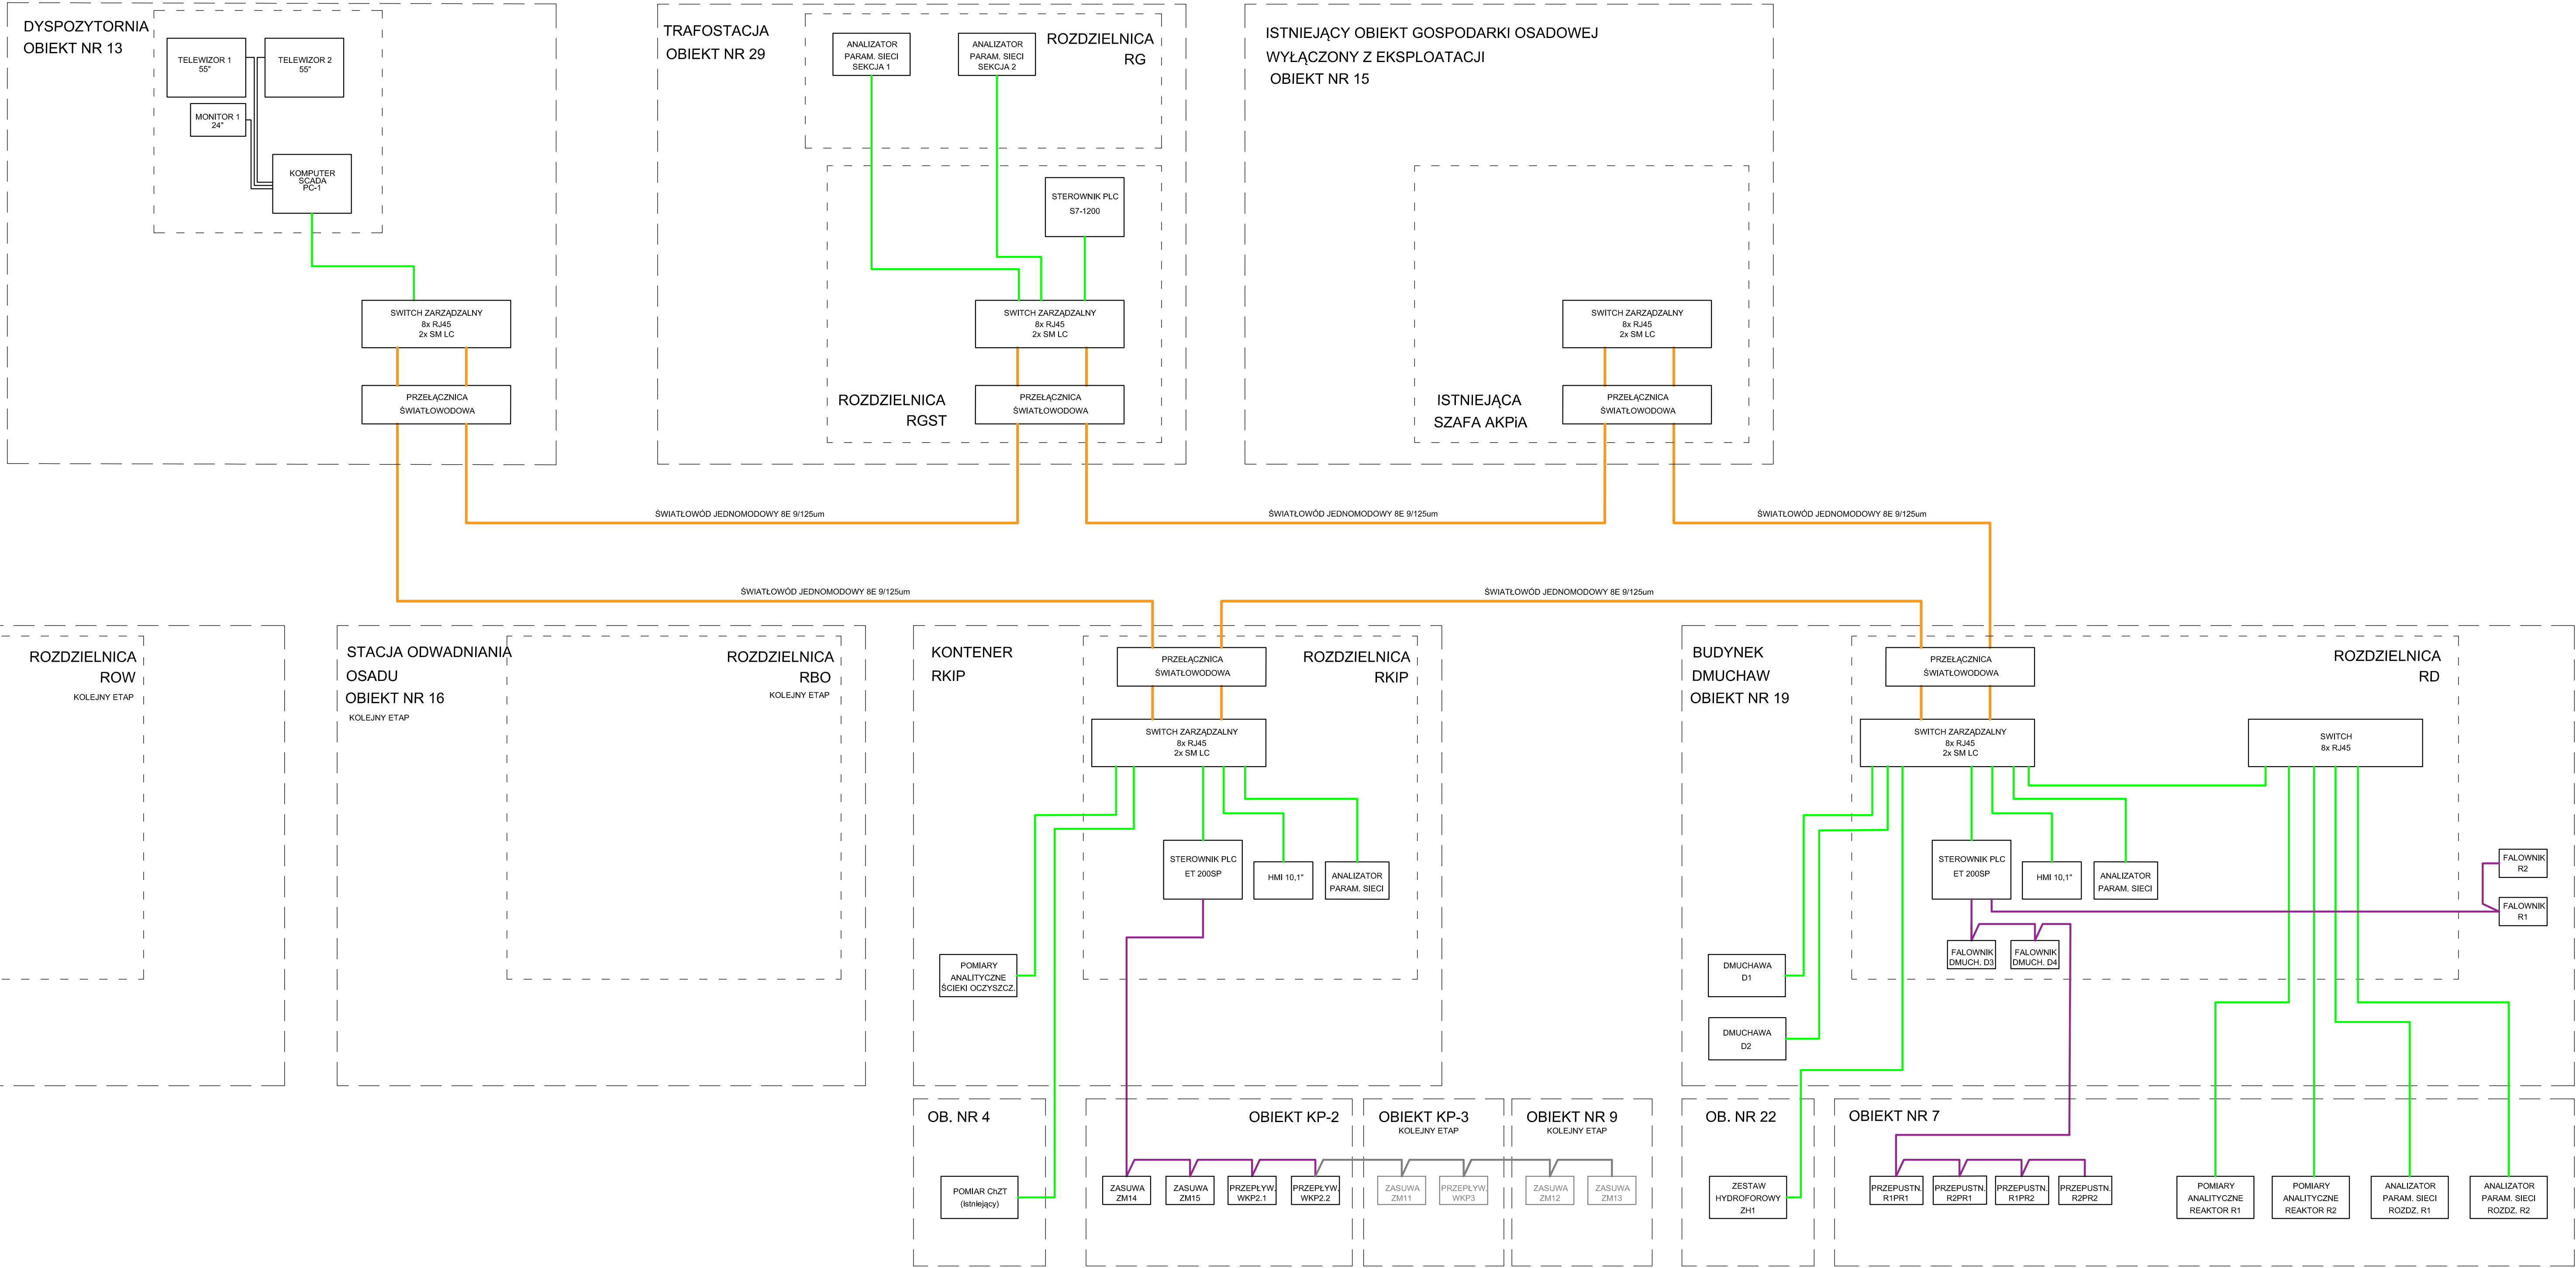 DYSPOZYTORNIA
OBIEKT NR 13
TELEWIZOR 1
55"
TELEWIZOR 2
55"
MONITOR 1
24"
KOMPUTER
SCADA
PC-1
SWITCH ZARZĄDZALNY
8x RJ45
2x SM LC
PRZEŁĄCZNICA
ŚWIATŁOWODOWA
TRAFOSTACJA
OBIEKT NR 29
ANALIZATOR
PARAM. SIECI
SEKCJA 1
ANALIZATOR
PARAM. SIECI
SEKCJA 2
ROZDZIELNICA
RG
STEROWNIK PLC
S7-1200
SWITCH ZARZĄDZALNY
8x RJ45
2x SM LC
ROZDZIELNICA
RGST
PRZEŁĄCZNICA
ŚWIATŁOWODOWA
ISTNIEJĄCY OBIEKT GOSPODARKI OSADOWEJ
WYŁĄCZONY Z EKSPLOATACJI
OBIEKT NR 15
SWITCH ZARZĄDZALNY
8x RJ45
2x SM LC
ISTNIEJĄCA
SZAFA AKPiA
PRZEŁĄCZNICA
ŚWIATŁOWODOWA
ŚWIATŁOWÓD JEDNOMODOWY 8E 9/125um
ŚWIATŁOWÓD JEDNOMODOWY 8E 9/125um
ŚWIATŁOWÓD JEDNOMODOWY 8E 9/125um
ŚWIATŁOWÓD JEDNOMODOWY 8E 9/125um
ŚWIATŁOWÓD JEDNOMODOWY 8E 9/125um
ROZDZIELNICA
ROW
KOLEJNY ETAP
STACJA ODWADNIANIA
OSADU
OBIEKT NR 16
KOLEJNY ETAP
ROZDZIELNICA
RBO
KOLEJNY ETAP
KONTENER
RKIP
PRZEŁĄCZNICA
ŚWIATŁOWODOWA
ROZDZIELNICA
RKIP
SWITCH ZARZĄDZALNY
8x RJ45
2x SM LC
STEROWNIK PLC
ET 200SP
HMI 10,1"
ANALIZATOR
PARAM. SIECI
POMIARY
ANALITYCZNE
ŚCIEKI OCZYSZCZ.
BUDYNEK
DMUCHAW
OBIEKT NR 19
PRZEŁĄCZNICA
ŚWIATŁOWODOWA
ROZDZIELNICA
RD
SWITCH ZARZĄDZALNY
8x RJ45
2x SM LC
SWITCH
8x RJ45
STEROWNIK PLC
ET 200SP
HMI 10,1"
ANALIZATOR
PARAM. SIECI
FALOWNIK
R2
FALOWNIK
R1
FALOWNIK
DMUCH. D3
FALOWNIK
DMUCH. D4
DMUCHAWA
D1
DMUCHAWA
D2
OB. NR 4
POMIAR ChZT
(Istniejący)
OBIEKT KP-2
ZASUWA
ZM14
ZASUWA
ZM15
PRZEPŁYW.
WKP2.1
PRZEPŁYW.
WKP2.2
OBIEKT KP-3
KOLEJNY ETAP
ZASUWA
ZM11
PRZEPŁYW.
WKP3
OBIEKT NR 9
KOLEJNY ETAP
ZASUWA
ZM12
ZASUWA
ZM13
OB. NR 22
ZESTAW
HYDROFOROWY
ZH1
OBIEKT NR 7
PRZEPUSTN.
R1PR1
PRZEPUSTN.
R2PR1
PRZEPUSTN.
R1PR2
PRZEPUSTN.
R2PR2
POMIARY
ANALITYCZNE
REAKTOR R1
POMIARY
ANALITYCZNE
REAKTOR R2
ANALIZATOR
PARAM. SIECI
ROZDZ. R1
ANALIZATOR
PARAM. SIECI
ROZDZ. R2